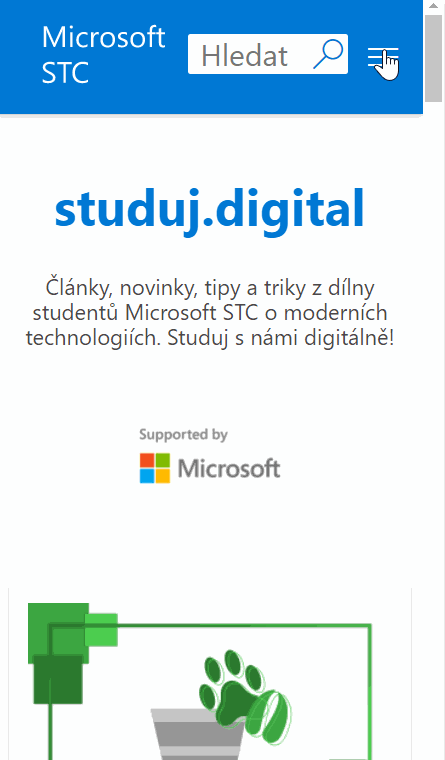 Microsoft
STC
Hledat
studuj.digital
Články, novinky, tipy a triky z dílny
studentů Microsoft STC o moderních
technologiích. Studuj s námi digitálně!
Supported by
Microsoft